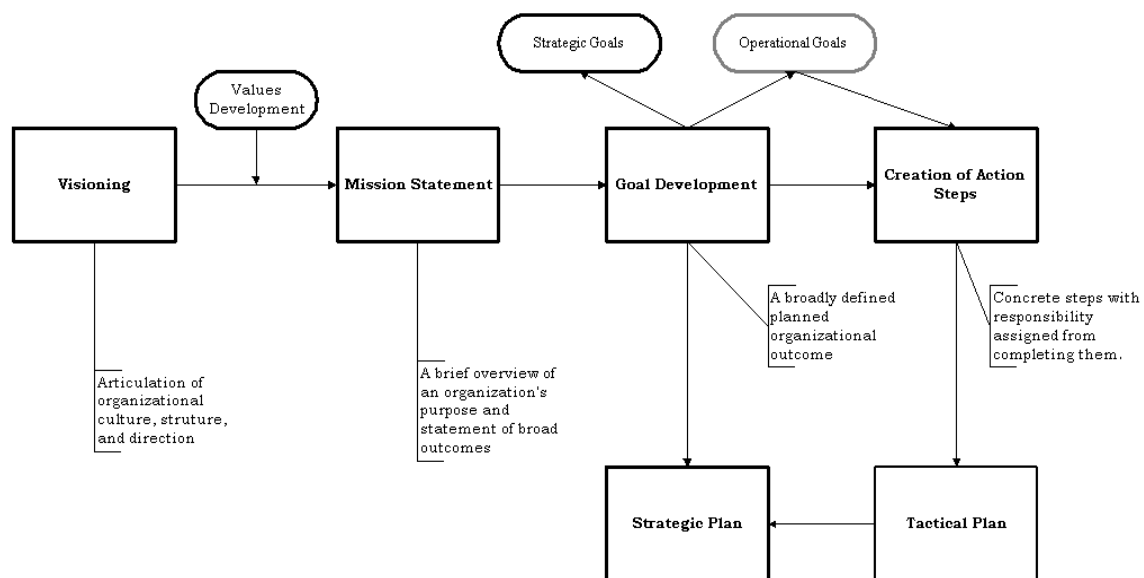 Strategic Goals
Operational Goals
Values
Development
Visioning
Mission Statement
Goal Development
Creation of Action
Steps
A broadly defined
planned
organizational
outcome
Concrete steps with
responsibility
assigned from
completing them.
Articulation of
organizational
culture, struture,
and direction
A brief overview of
an organization's
purpose and
statement of broad
outcomes
Strategic Plan
Tactical Plan